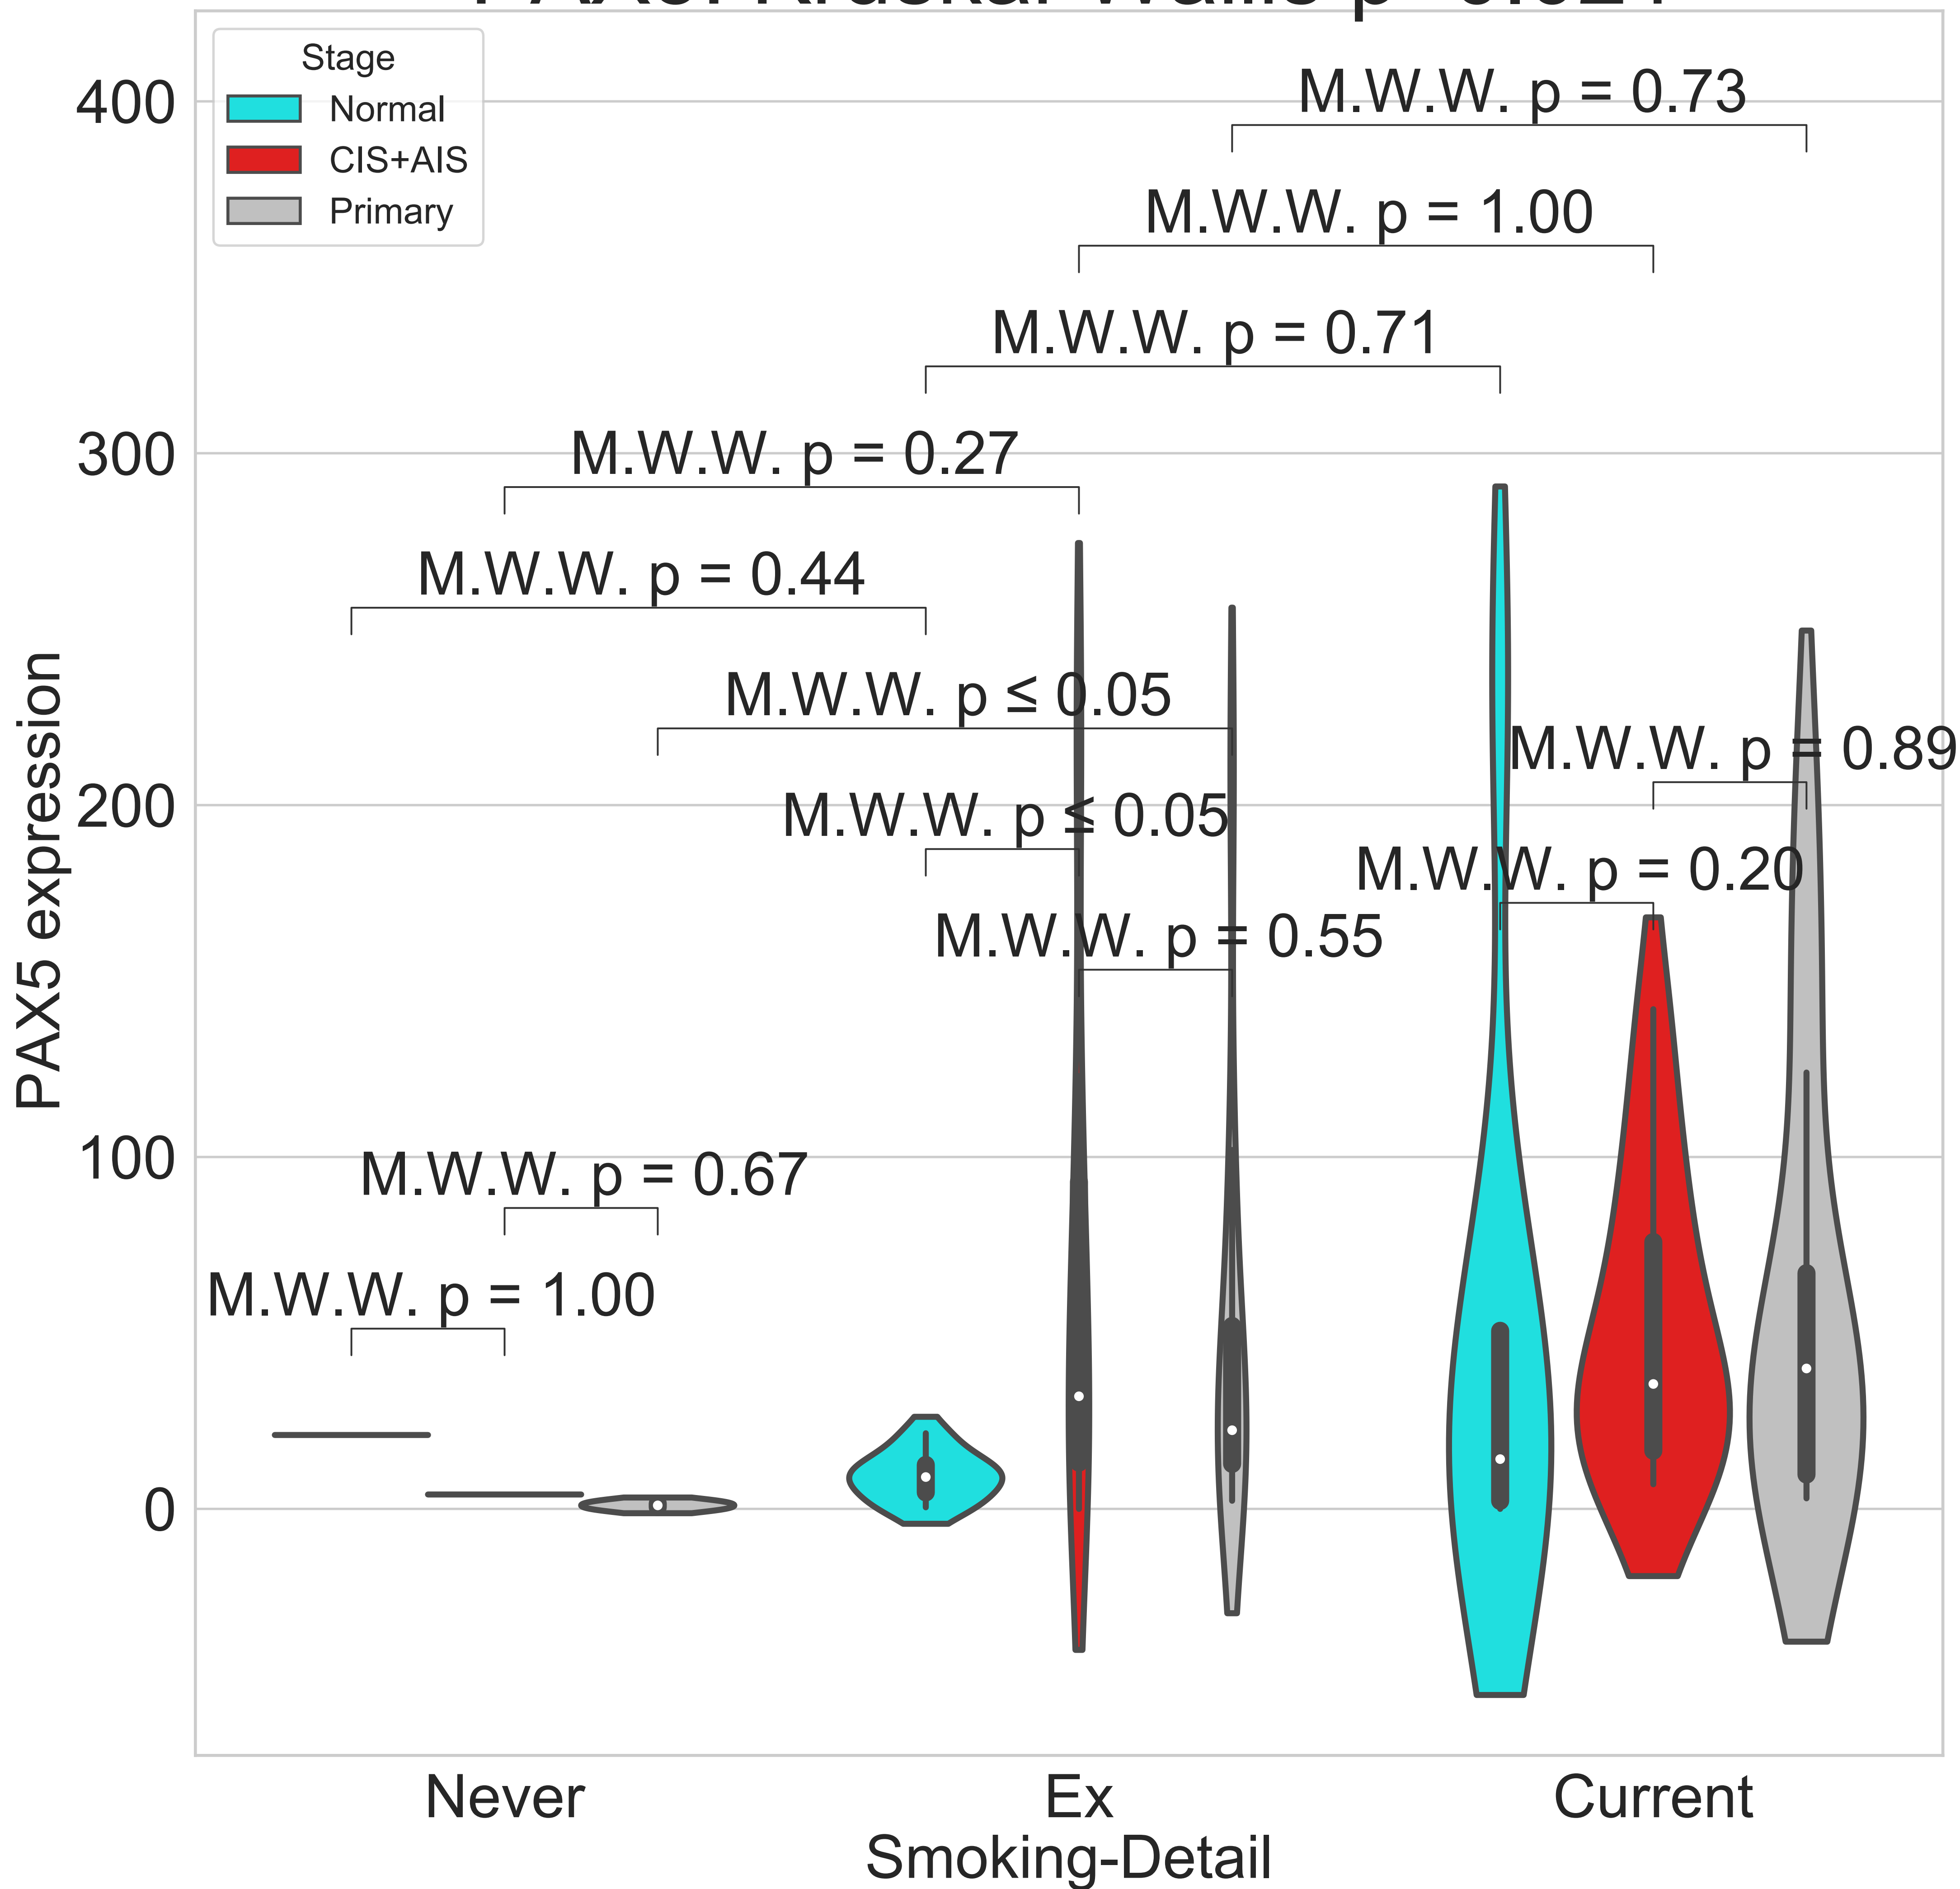 Stage
Normal
CIS+AIS
Primary
M.W.W. p = 0.73
M.W.W. p = 1.00
M.W.W. p = 0.71
M.W.W. p = 0.27
M.W.W. p = 0.44
M.W.W. p ≤ 0.05
M.W.W. p = 0.89
M.W.W. p ≤ 0.05
M.W.W. p = 0.20
M.W.W. p = 0.55
M.W.W. p = 0.67
M.W.W. p = 1.00
400
300
200
100
0
PAX5 expression
Never
Ex
Current
Smoking-Detail